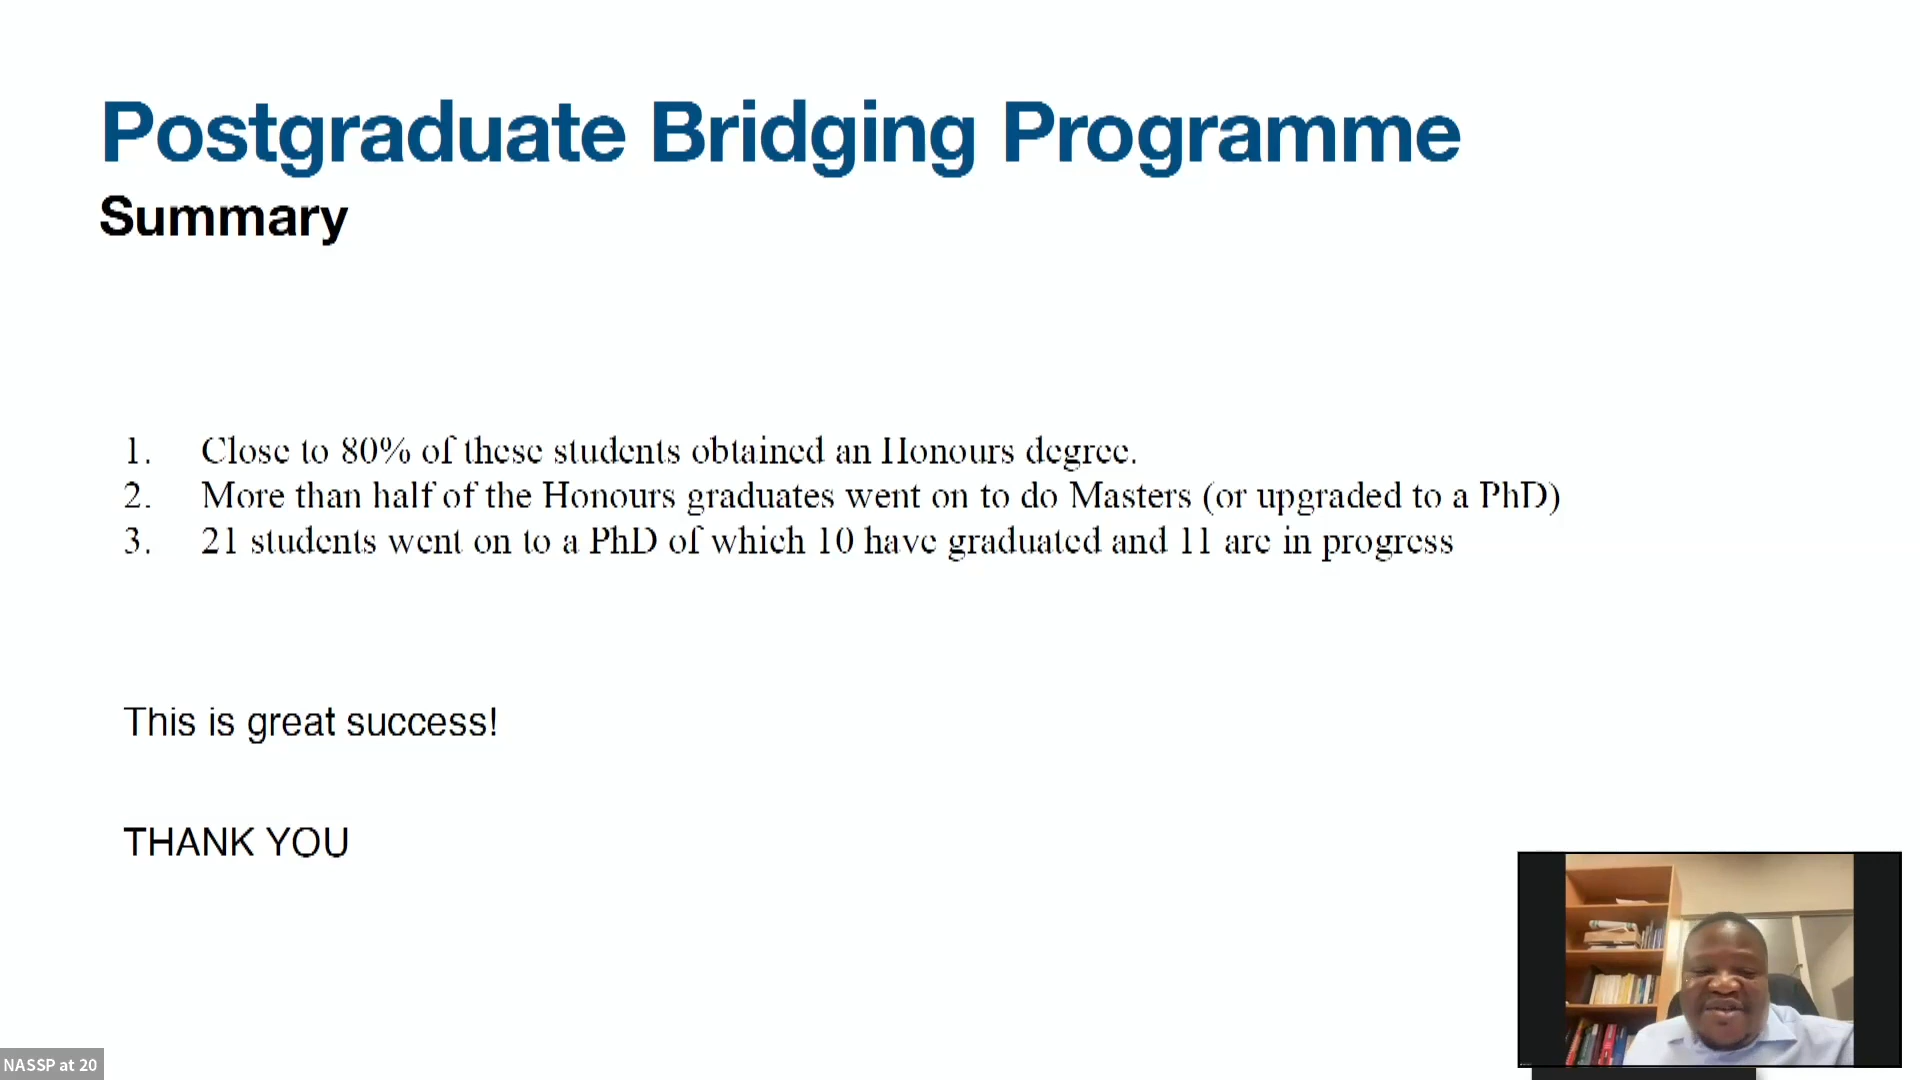 Postgraduate Bridging Programme
Summary
1. Close to 80% of these students obtained an Honours degree.
2. More than half of the Honours graduates went on to do Masters (or upgraded to a PhD)
3. 21 students went on to a PhD of which 10 have graduated and 11 are in progress
This is great success!
THANK YOU
NASSP at 20